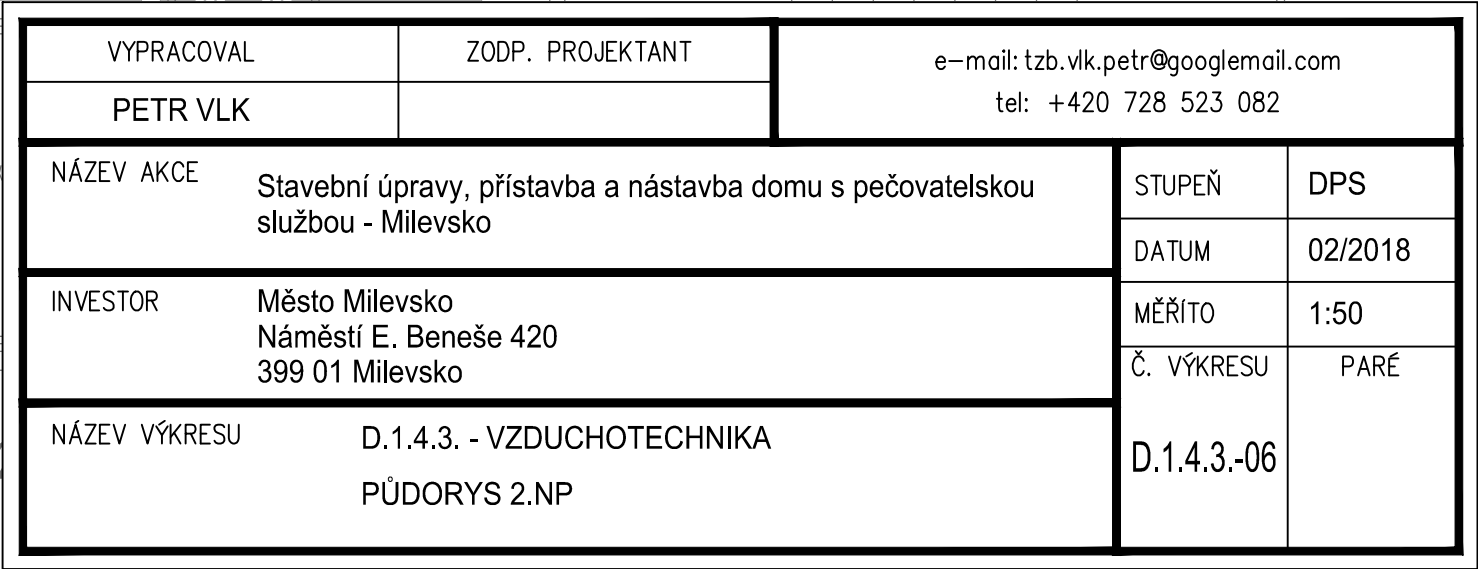 VYPRACOVAL
ZODP. PROJEKTANT
PETR VLK
e-mail: tzb.vlk.petr@googlemail.com
tel: +420 728 523 082
NÁZEV AKCE
Stavební úpravy, přístavba a nástavba domu s pečovatelskou
službou - Milevsko
INVESTOR
Město Milevsko
Náměstí E. Beneše 420
399 01 Milevsko
NÁZEV VÝKRESU
D.1.4.3. - VZDUCHOTECHNIKA
PŮDORYS 2.NP
STUPEŇ
DPS
DATUM
02/2018
MĚŘÍTO
1:50
Č. VÝKRESU
PARÉ
D.1.4.3.-06